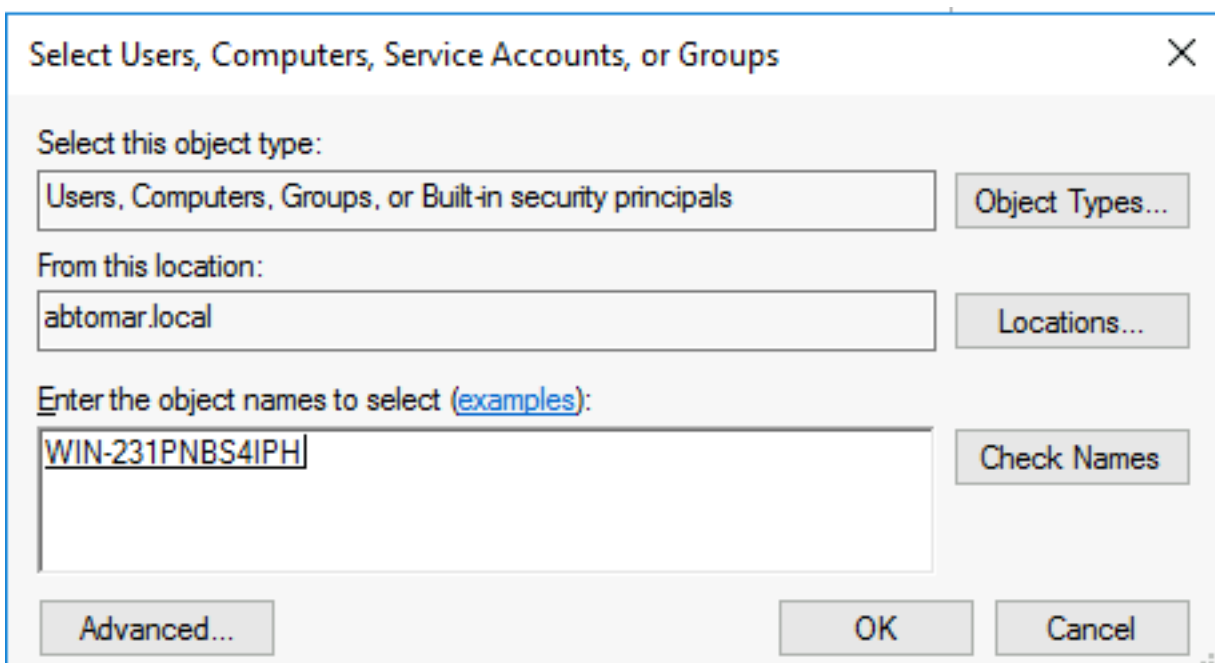 Select Users, Computers, Service Accounts, or Groups
Select this object type:
Users, Computers, Groups, or Built-in security principals
Object Types...
From this location:
abtomar.local
Locations...
Enter the object names to select (examples):
WIN-231PNBS4IPH
Check Names
Advanced...
OK
Cancel